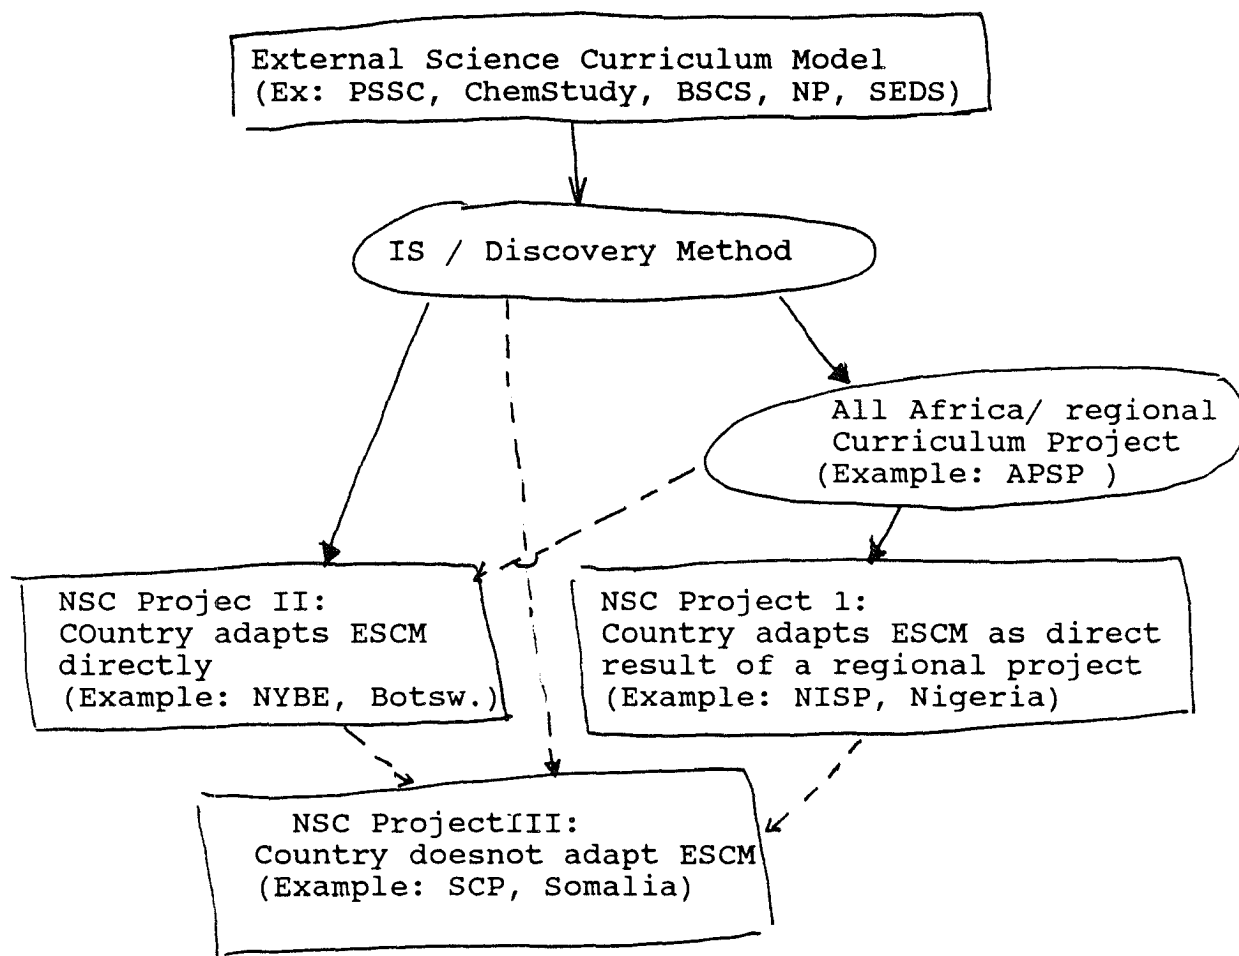 External Science Curriculum Model
(Ex: PSSC, ChemStudy, BSCS, NP, SEDS)
IS / Discovery Method
All Africa/ regional
Curriculum Project
(Example: APSP )
NSC Projec II:
COuntry adapts ESCM
directly
(Example: NYBE, Botsw.)
NSC Project 1:
Country adapts ESCM as direct
result of a regional project
(Example: NISP, Nigeria)
NSC ProjectIII:
Country doesnot adapt ESCM
(Example: SCP, Somalia)